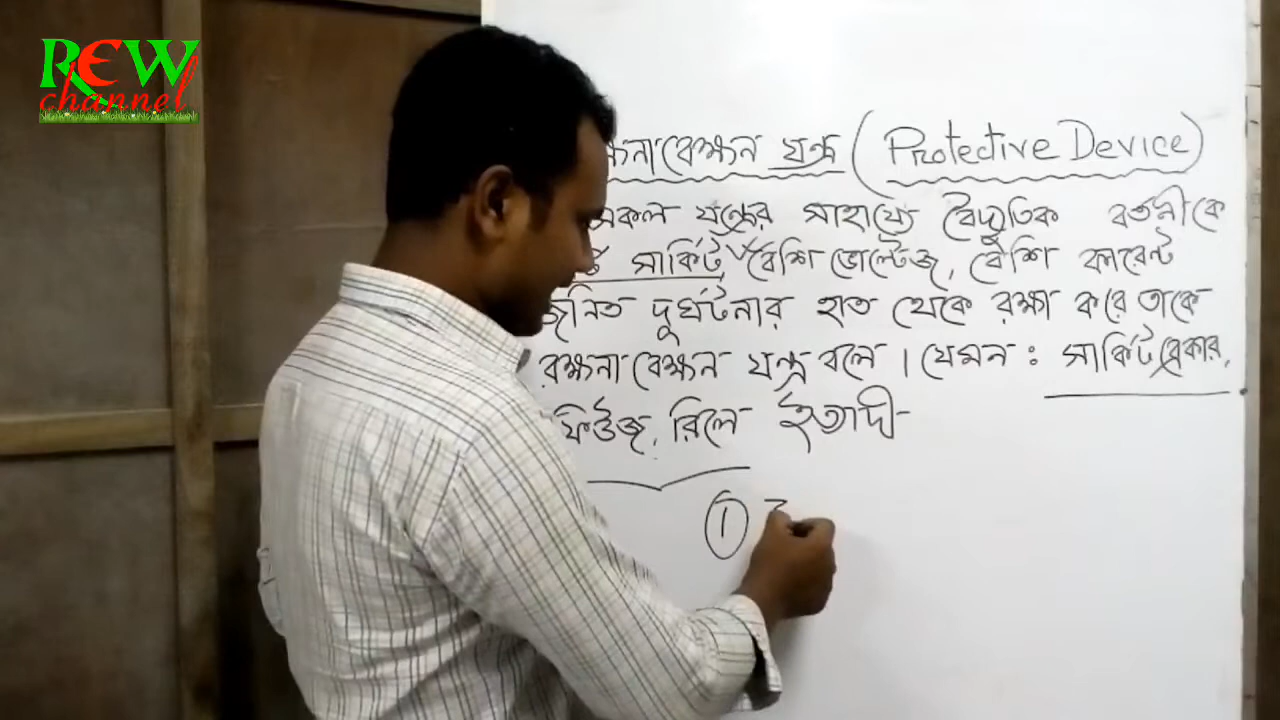 REW
channel
ক্ষনাবেক্ষন যন্ত্র (Protective Device)
সকল যন্ত্রের সাহায্যে বৈদ্যুতিক বর্তনীকে
সার্কিট, বেশি ভোল্টেজ, বেশি কারেন্ট
জনিত দুর্ঘটনার হাত থেকে রক্ষা করে তাকে
রক্ষনাবেক্ষন যন্ত্র বলে । যেমন : সার্কিট ব্রেকার,
ফিউজ, রিলে ইত্যাদী
①